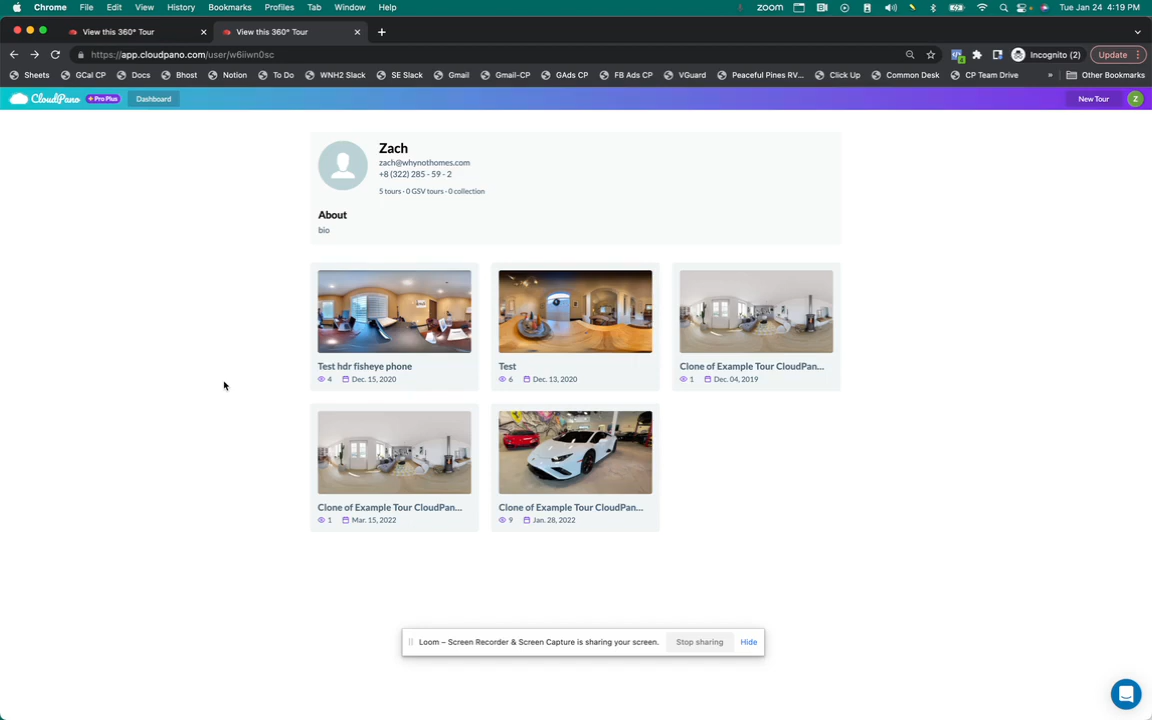 Chrome File Edit View History Bookmarks Profiles Tab Window Help zoom Tue Jan 24 4:19 PM
View this 360° Tour View this 360° Tour
https://app.cloudpano.com/user/w6iiwn0sc Incognito (2) Update
Sheets GCal CP Docs Bhost Notion To Do WNH2 Slack SE Slack Gmail Gmail-CP GAds CP FB Ads CP VGuard Peaceful Pines RV... Click Up Common Desk CP Team Drive » Other Bookmarks
CloudPano + Pro Plus Dashboard New Tour Z
Zach
zach@whynothomes.com
+8 (322) 285 - 59 - 2
5 tours · 0 GSV tours · 0 collection
About
bio
Test hdr fisheye phone
4 Dec. 15, 2020
Test
6 Dec. 13, 2020
Clone of Example Tour CloudPan...
1 Dec. 04, 2019
Clone of Example Tour CloudPan...
1 Mar. 15, 2022
Clone of Example Tour CloudPan...
9 Jan. 28, 2022
Loom – Screen Recorder & Screen Capture is sharing your screen. Stop sharing Hide